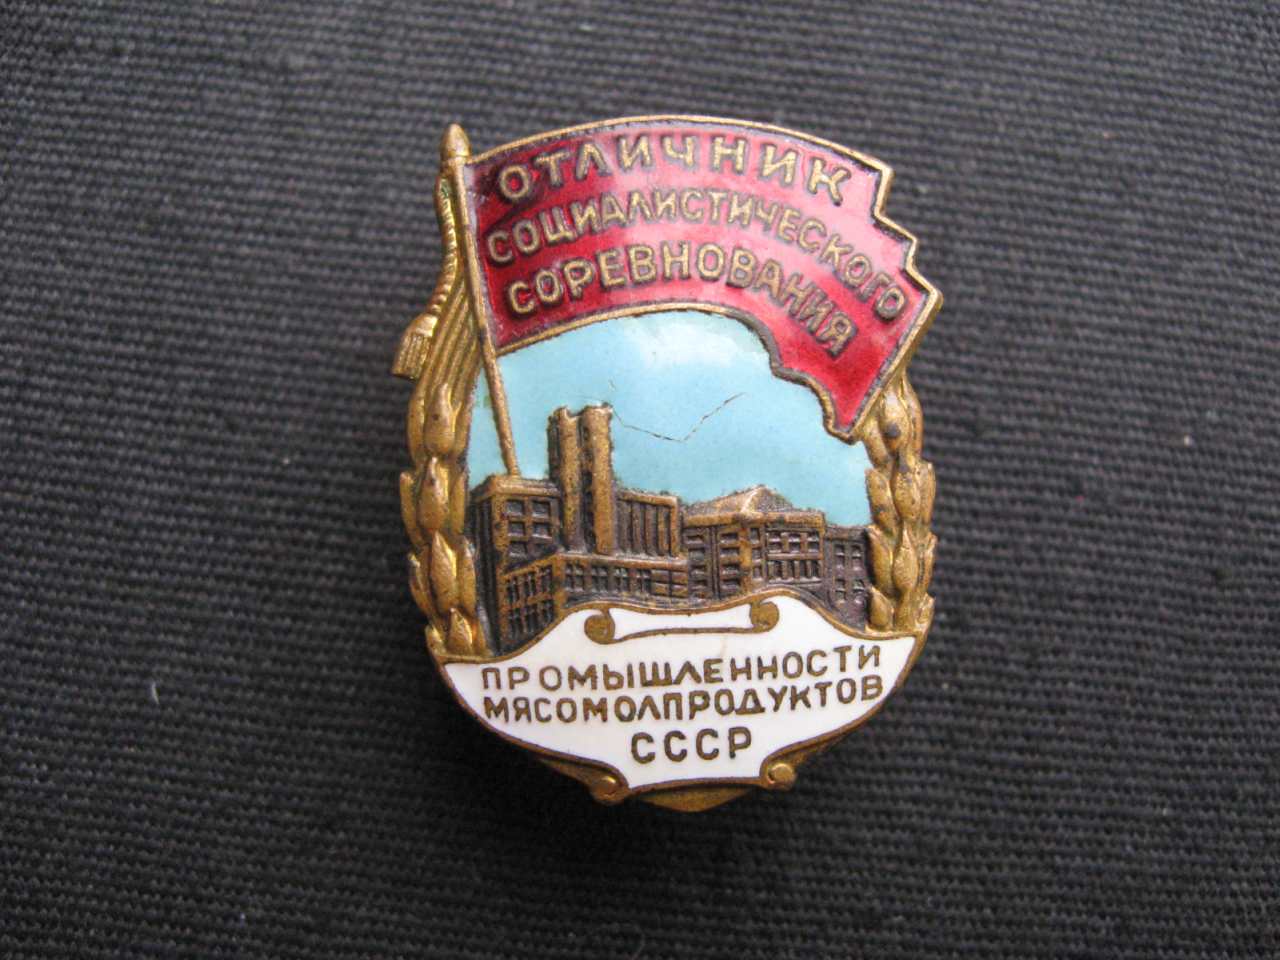 ОТЛИЧНИК
СОЦИАЛИСТИЧЕСКОГО
СОРЕВНОВАНИЯ
ПРОМЫШЛЕННОСТИ
МЯСОМОЛПРОДУКТОВ
СССР